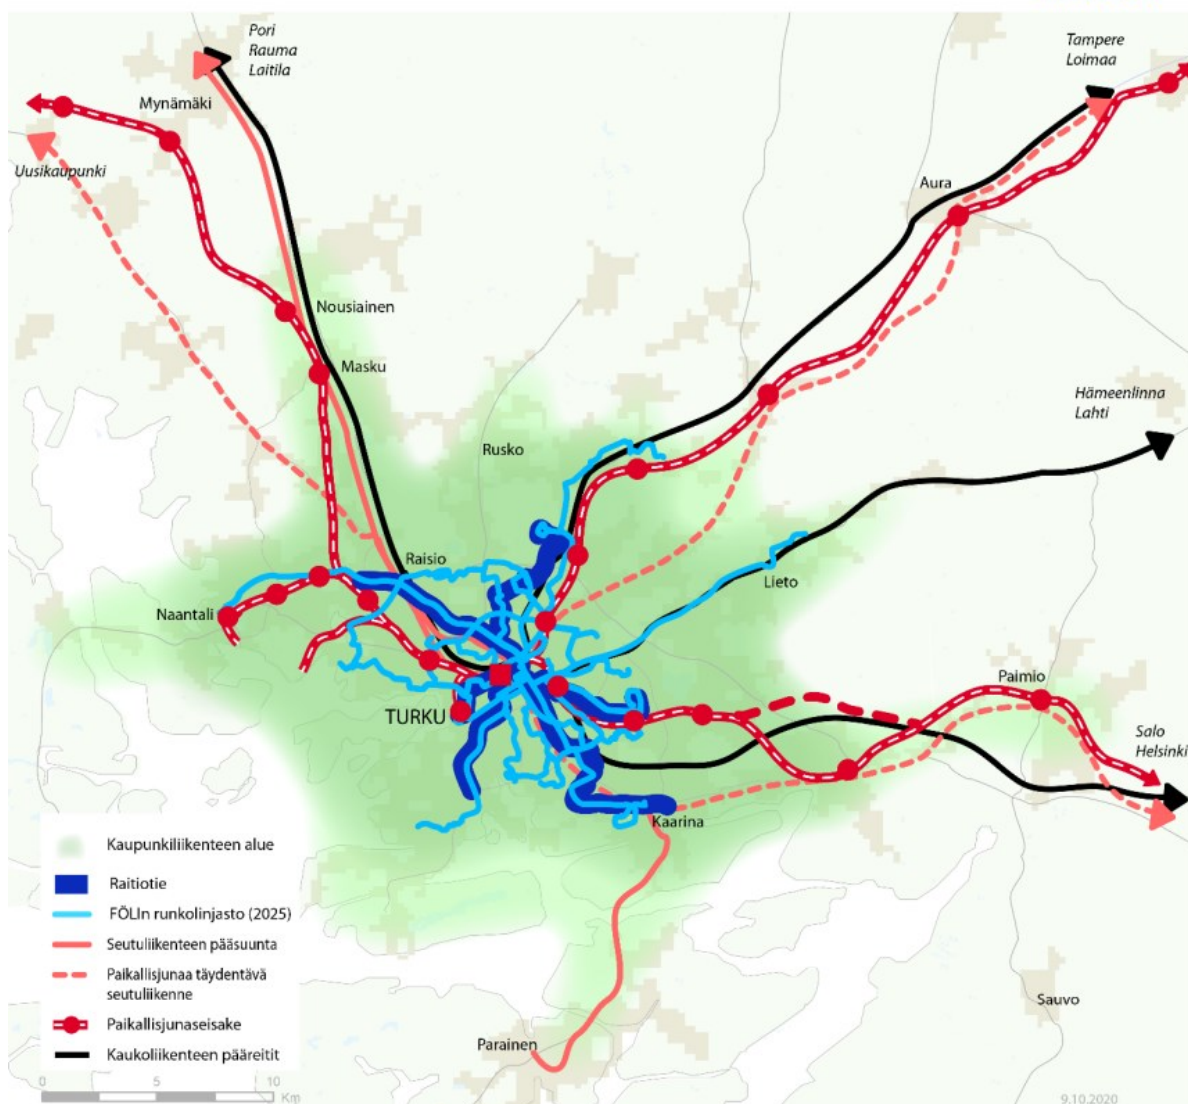 Pori
Rauma
Laitila
Tampere
Loimaa
Mynämäki
Uusikaupunki
Aura
Nousiainen
Masku
Hämeenlinna
Lahti
Rusko
Raisio
Lieto
Naantali
Paimio
TURKU
Salo
Helsinki
Kaarina
Kaupunkiliikenteen alue
Raitiotie
FÖLIn runkolinjasto (2025)
Seutuliikenteen pääsuunta
Paikallisjunaa täydentävä
seutuliikenne
Paikallisjunaseisake
Kaukoliikenteen pääreitit
Sauvo
Parainen
0 5 10
Km
9.10.2020